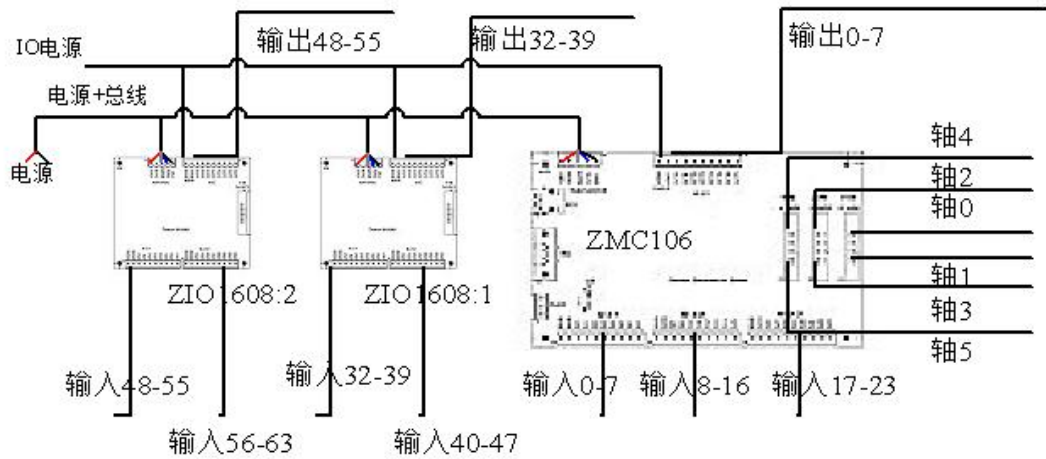 输出48-55
输出32-39
输出0-7
IO电源
电源+总线
电源
轴4
轴2
轴0
ZMC106
ZIO1608:2
ZIO1608:1
轴1
轴3
轴5
输入48-55
输入32-39
输入0-7
输入8-16
输入17-23
输入56-63
输入40-47